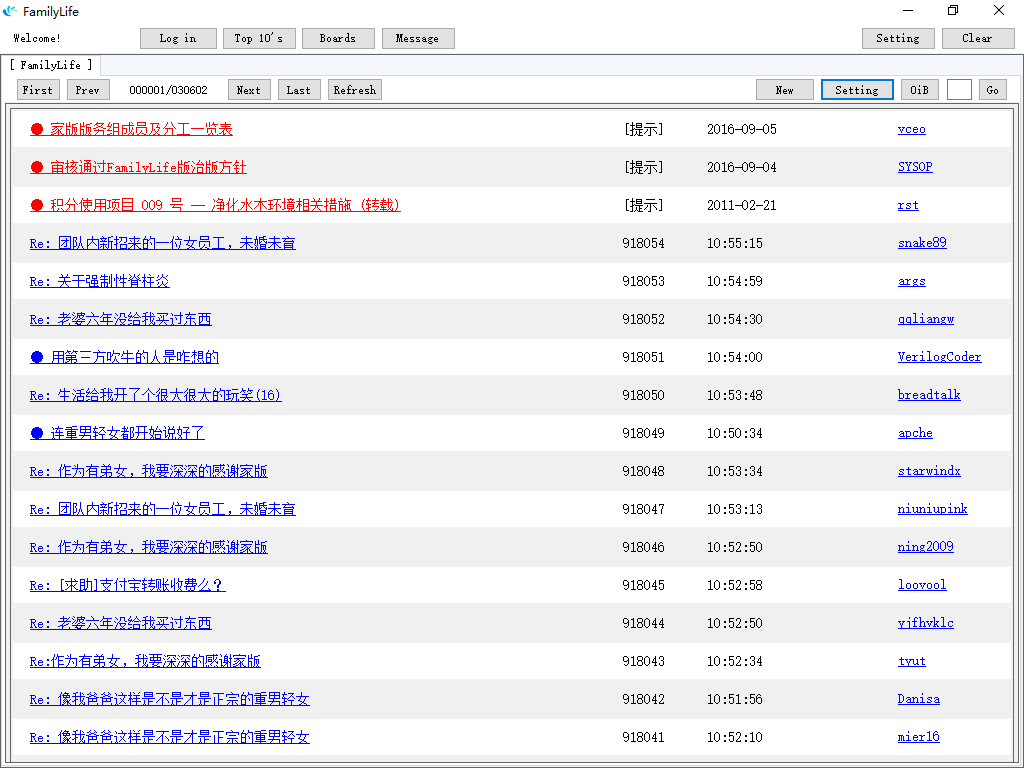 FamilyLife
Welcome! Log in Top 10's Boards Message Setting Clear
[ FamilyLife ]
First Prev 000001/030602 Next Last Refresh New Setting OiB Go
● 家版版务组成员及分工一览表 [提示] 2016-09-05 vceo
● 审核通过FamilyLife版治版方针 [提示] 2016-09-04 SYSOP
● 积分使用项目 009 号 — 净化水木环境相关措施 (转载) [提示] 2011-02-21 rst
Re: 团队内新招来的一位女员工，未婚未育 918054 10:55:15 snake89
Re: 关于强制性脊柱炎 918053 10:54:59 args
Re: 老婆六年没给我买过东西 918052 10:54:30 qqliangw
● 用第三方吹牛的人是咋想的 918051 10:54:00 VerilogCoder
Re: 生活给我开了个很大很大的玩笑(16) 918050 10:53:48 breadtalk
● 连重男轻女都开始说好了 918049 10:50:34 apche
Re: 作为有弟女，我要深深的感谢家版 918048 10:53:34 starwindx
Re: 团队内新招来的一位女员工，未婚未育 918047 10:53:13 niuniupink
Re: 作为有弟女，我要深深的感谢家版 918046 10:52:50 ning2009
Re: [求助]支付宝转账收费么？ 918045 10:52:58 loovool
Re: 老婆六年没给我买过东西 918044 10:52:50 yjfhvklc
Re:作为有弟女，我要深深的感谢家版 918043 10:52:34 tyut
Re: 像我爸爸这样是不是才是正宗的重男轻女 918042 10:51:56 Danisa
Re: 像我爸爸这样是不是才是正宗的重男轻女 918041 10:52:10 mier16